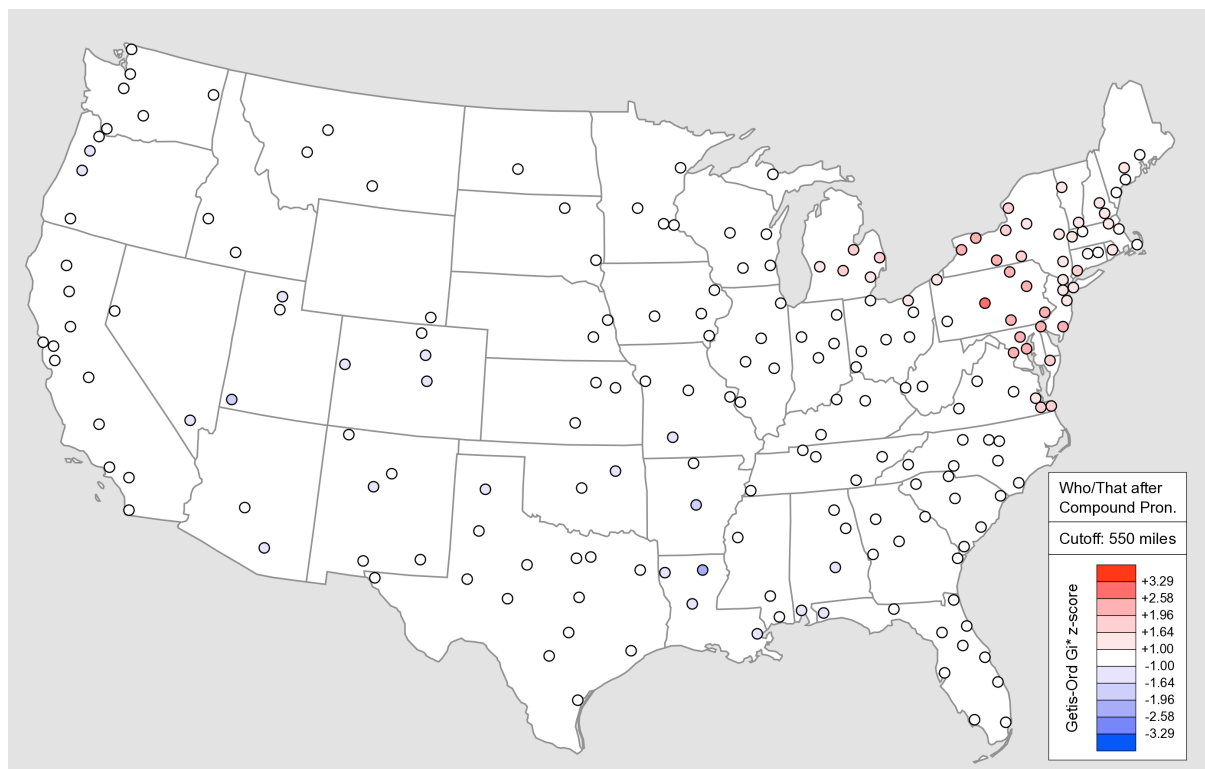 Who/That after
Compound Pron.
Cutoff: 550 miles
Getis-Ord Gi* z-score
+3.29
+2.58
+1.96
+1.64
+1.00
-1.00
-1.64
-1.96
-2.58
-3.29